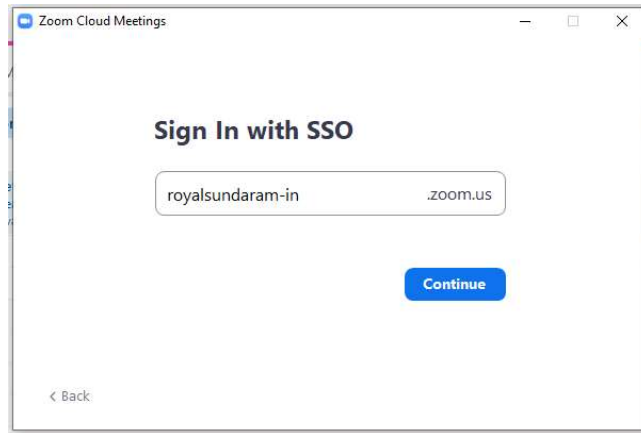 Zoom Cloud Meetings
Sign In with SSO
royalsundaram-in .zoom.us
Continue
< Back